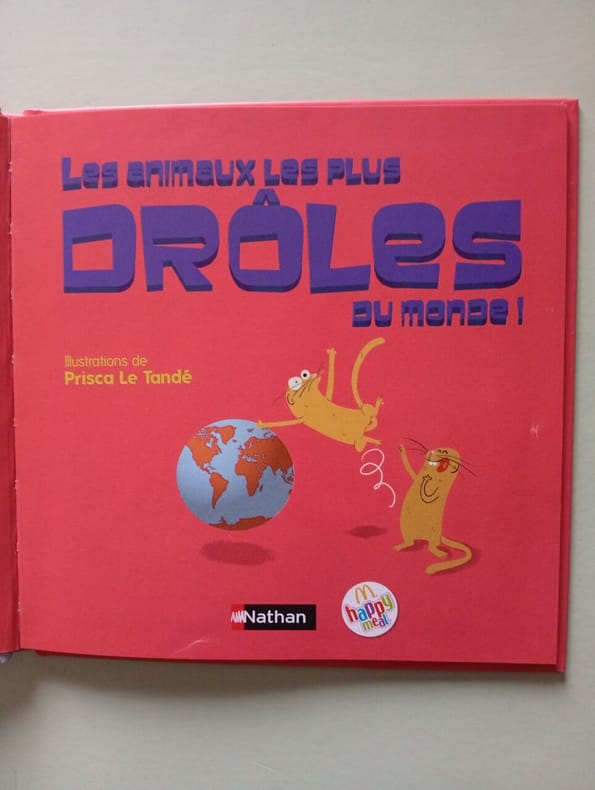 Les animaux les plus
DRÔLes
du monde !
Illustrations de
Prisca Le Tandé
Nathan
M
happy
meal